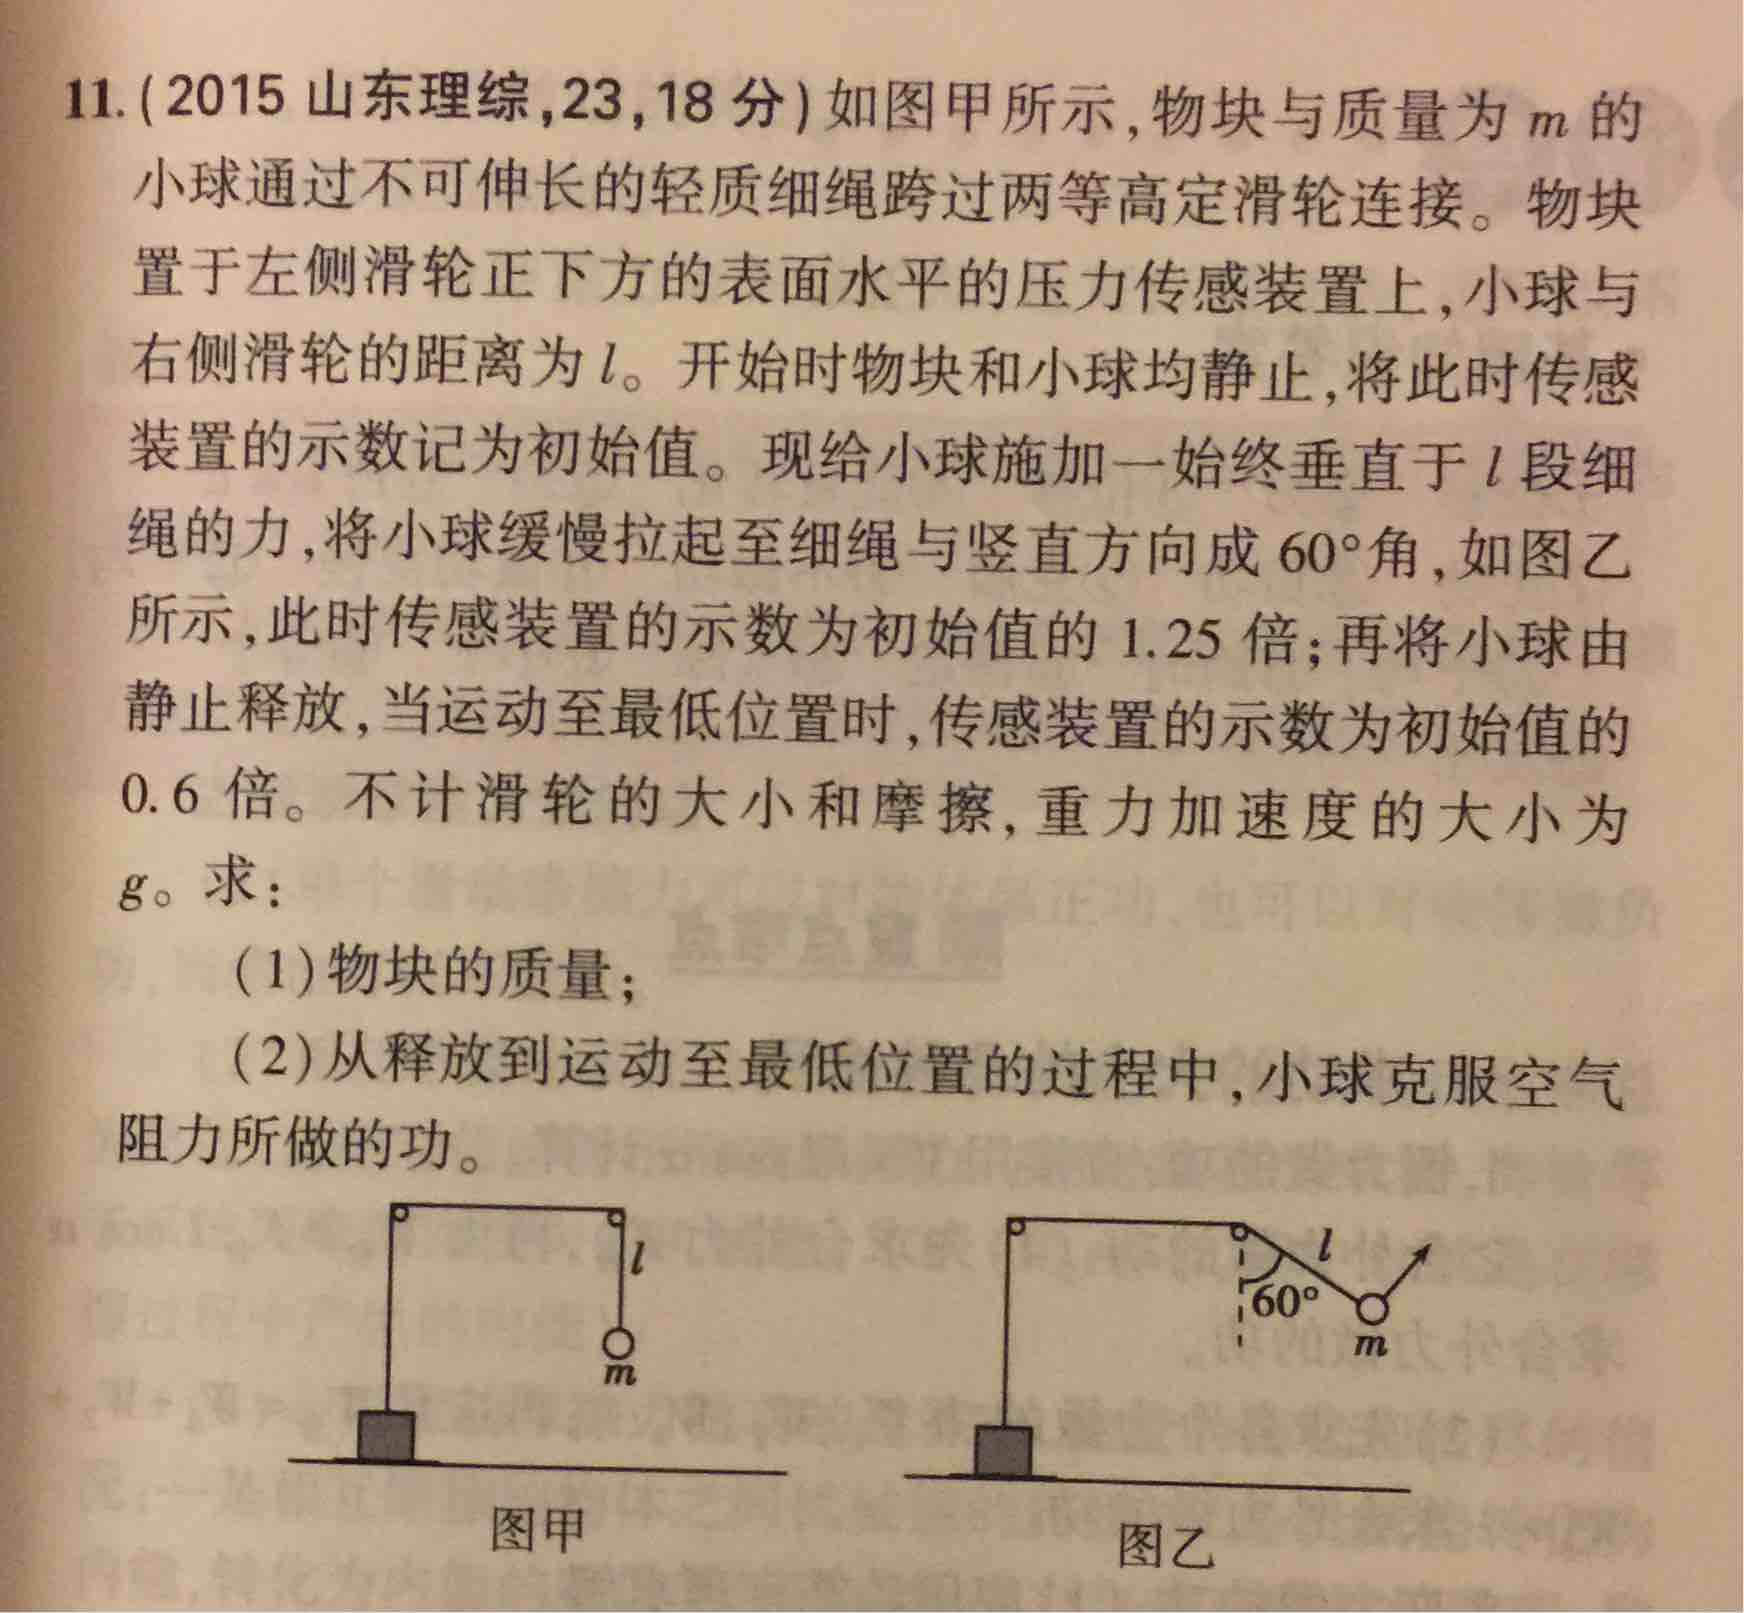 11.(2015 山东理综,23,18 分)如图甲所示,物块与质量为 m 的
小球通过不可伸长的轻质细绳跨过两等高定滑轮连接。物块
置于左侧滑轮正下方的表面水平的压力传感装置上,小球与
右侧滑轮的距离为 l。开始时物块和小球均静止,将此时传感
装置的示数记为初始值。现给小球施加一始终垂直于 l 段细
绳的力,将小球缓慢拉起至细绳与竖直方向成 60°角,如图乙
所示,此时传感装置的示数为初始值的 1.25 倍;再将小球由
静止释放,当运动至最低位置时,传感装置的示数为初始值的
0.6 倍。不计滑轮的大小和摩擦,重力加速度的大小为
g。求:
(1)物块的质量;
(2)从释放到运动至最低位置的过程中,小球克服空气
阻力所做的功。
l
m
图甲
l
60°
m
图乙